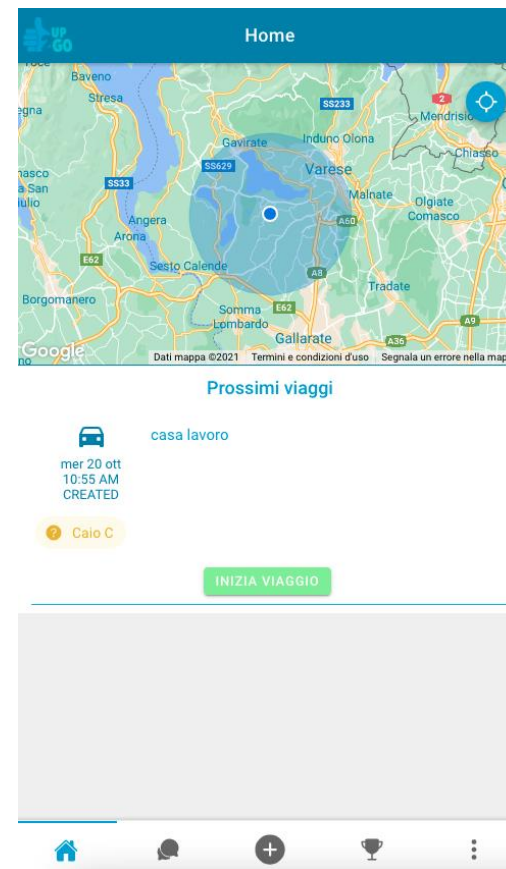 UP
GO
Home
Baveno
Stresa
SS233
2
Mendrisio
Gavirate
Induno Olona
Chiasso
SS629
Varese
SS33
Malnate
Olgiate
Comasco
Angera
Arona
A60
E62
Sesto Calende
A8
Tradate
Borgomanero
Somma
Lombardo
E62
A9
Gallarate
A36
Google
Dati mappa ©2021 Termini e condizioni d'uso Segnala un errore nella map
Prossimi viaggi
casa lavoro
mer 20 ott
10:55 AM
CREATED
Caio C
INIZIA VIAGGIO